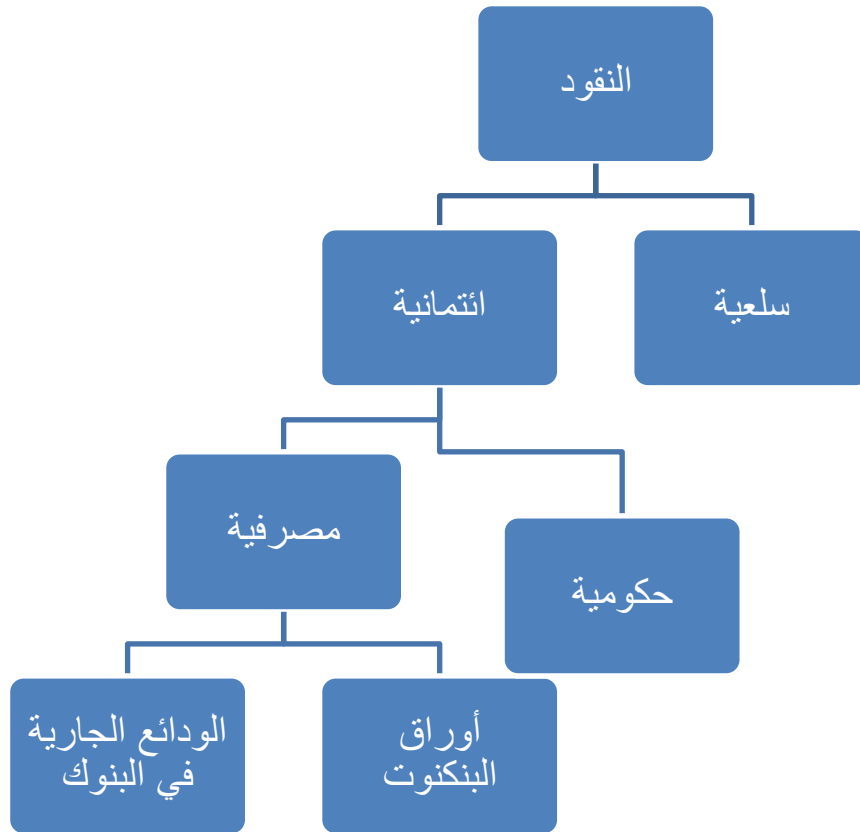 النقود
سلعية
ائتمانية
حكومية
مصرفية
أوراق
البنكنوت
الودائع الجارية
في البنوك